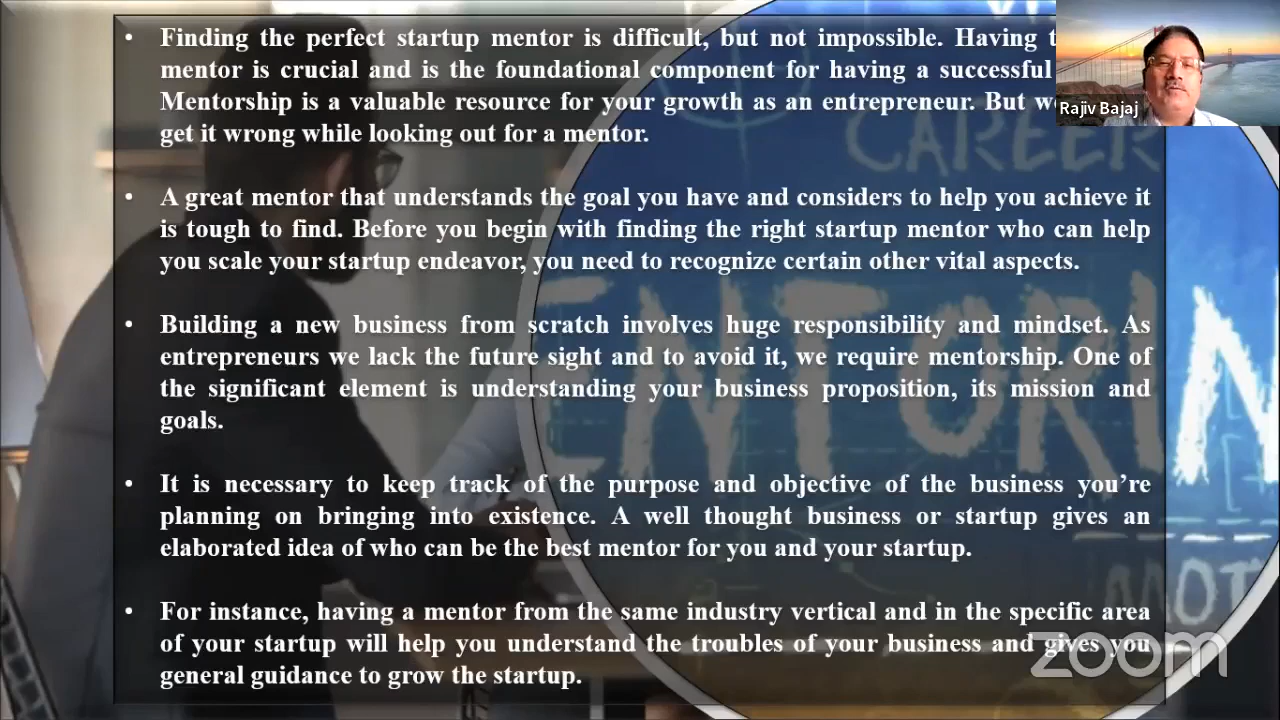 • Finding the perfect startup mentor is difficult, but not impossible. Having
mentor is crucial and is the foundational component for having a successful
Mentorship is a valuable resource for your growth as an entrepreneur. But
get it wrong while looking out for a mentor.
• A great mentor that understands the goal you have and considers to help you achieve it
is tough to find. Before you begin with finding the right startup mentor who can help
you scale your startup endeavor, you need to recognize certain other vital aspects.
• Building a new business from scratch involves huge responsibility and mindset. As
entrepreneurs we lack the future sight and to avoid it, we require mentorship. One of
the significant element is understanding your business proposition, its mission and
goals.
• It is necessary to keep track of the purpose and objective of the business you’re
planning on bringing into existence. A well thought business or startup gives an
elaborated idea of who can be the best mentor for you and your startup.
• For instance, having a mentor from the same industry vertical and in the specific area
of your startup will help you understand the troubles of your business and gives you
general guidance to grow the startup.
Rajiv Bajaj
CAREER
ENTORIN
MOT
zoom